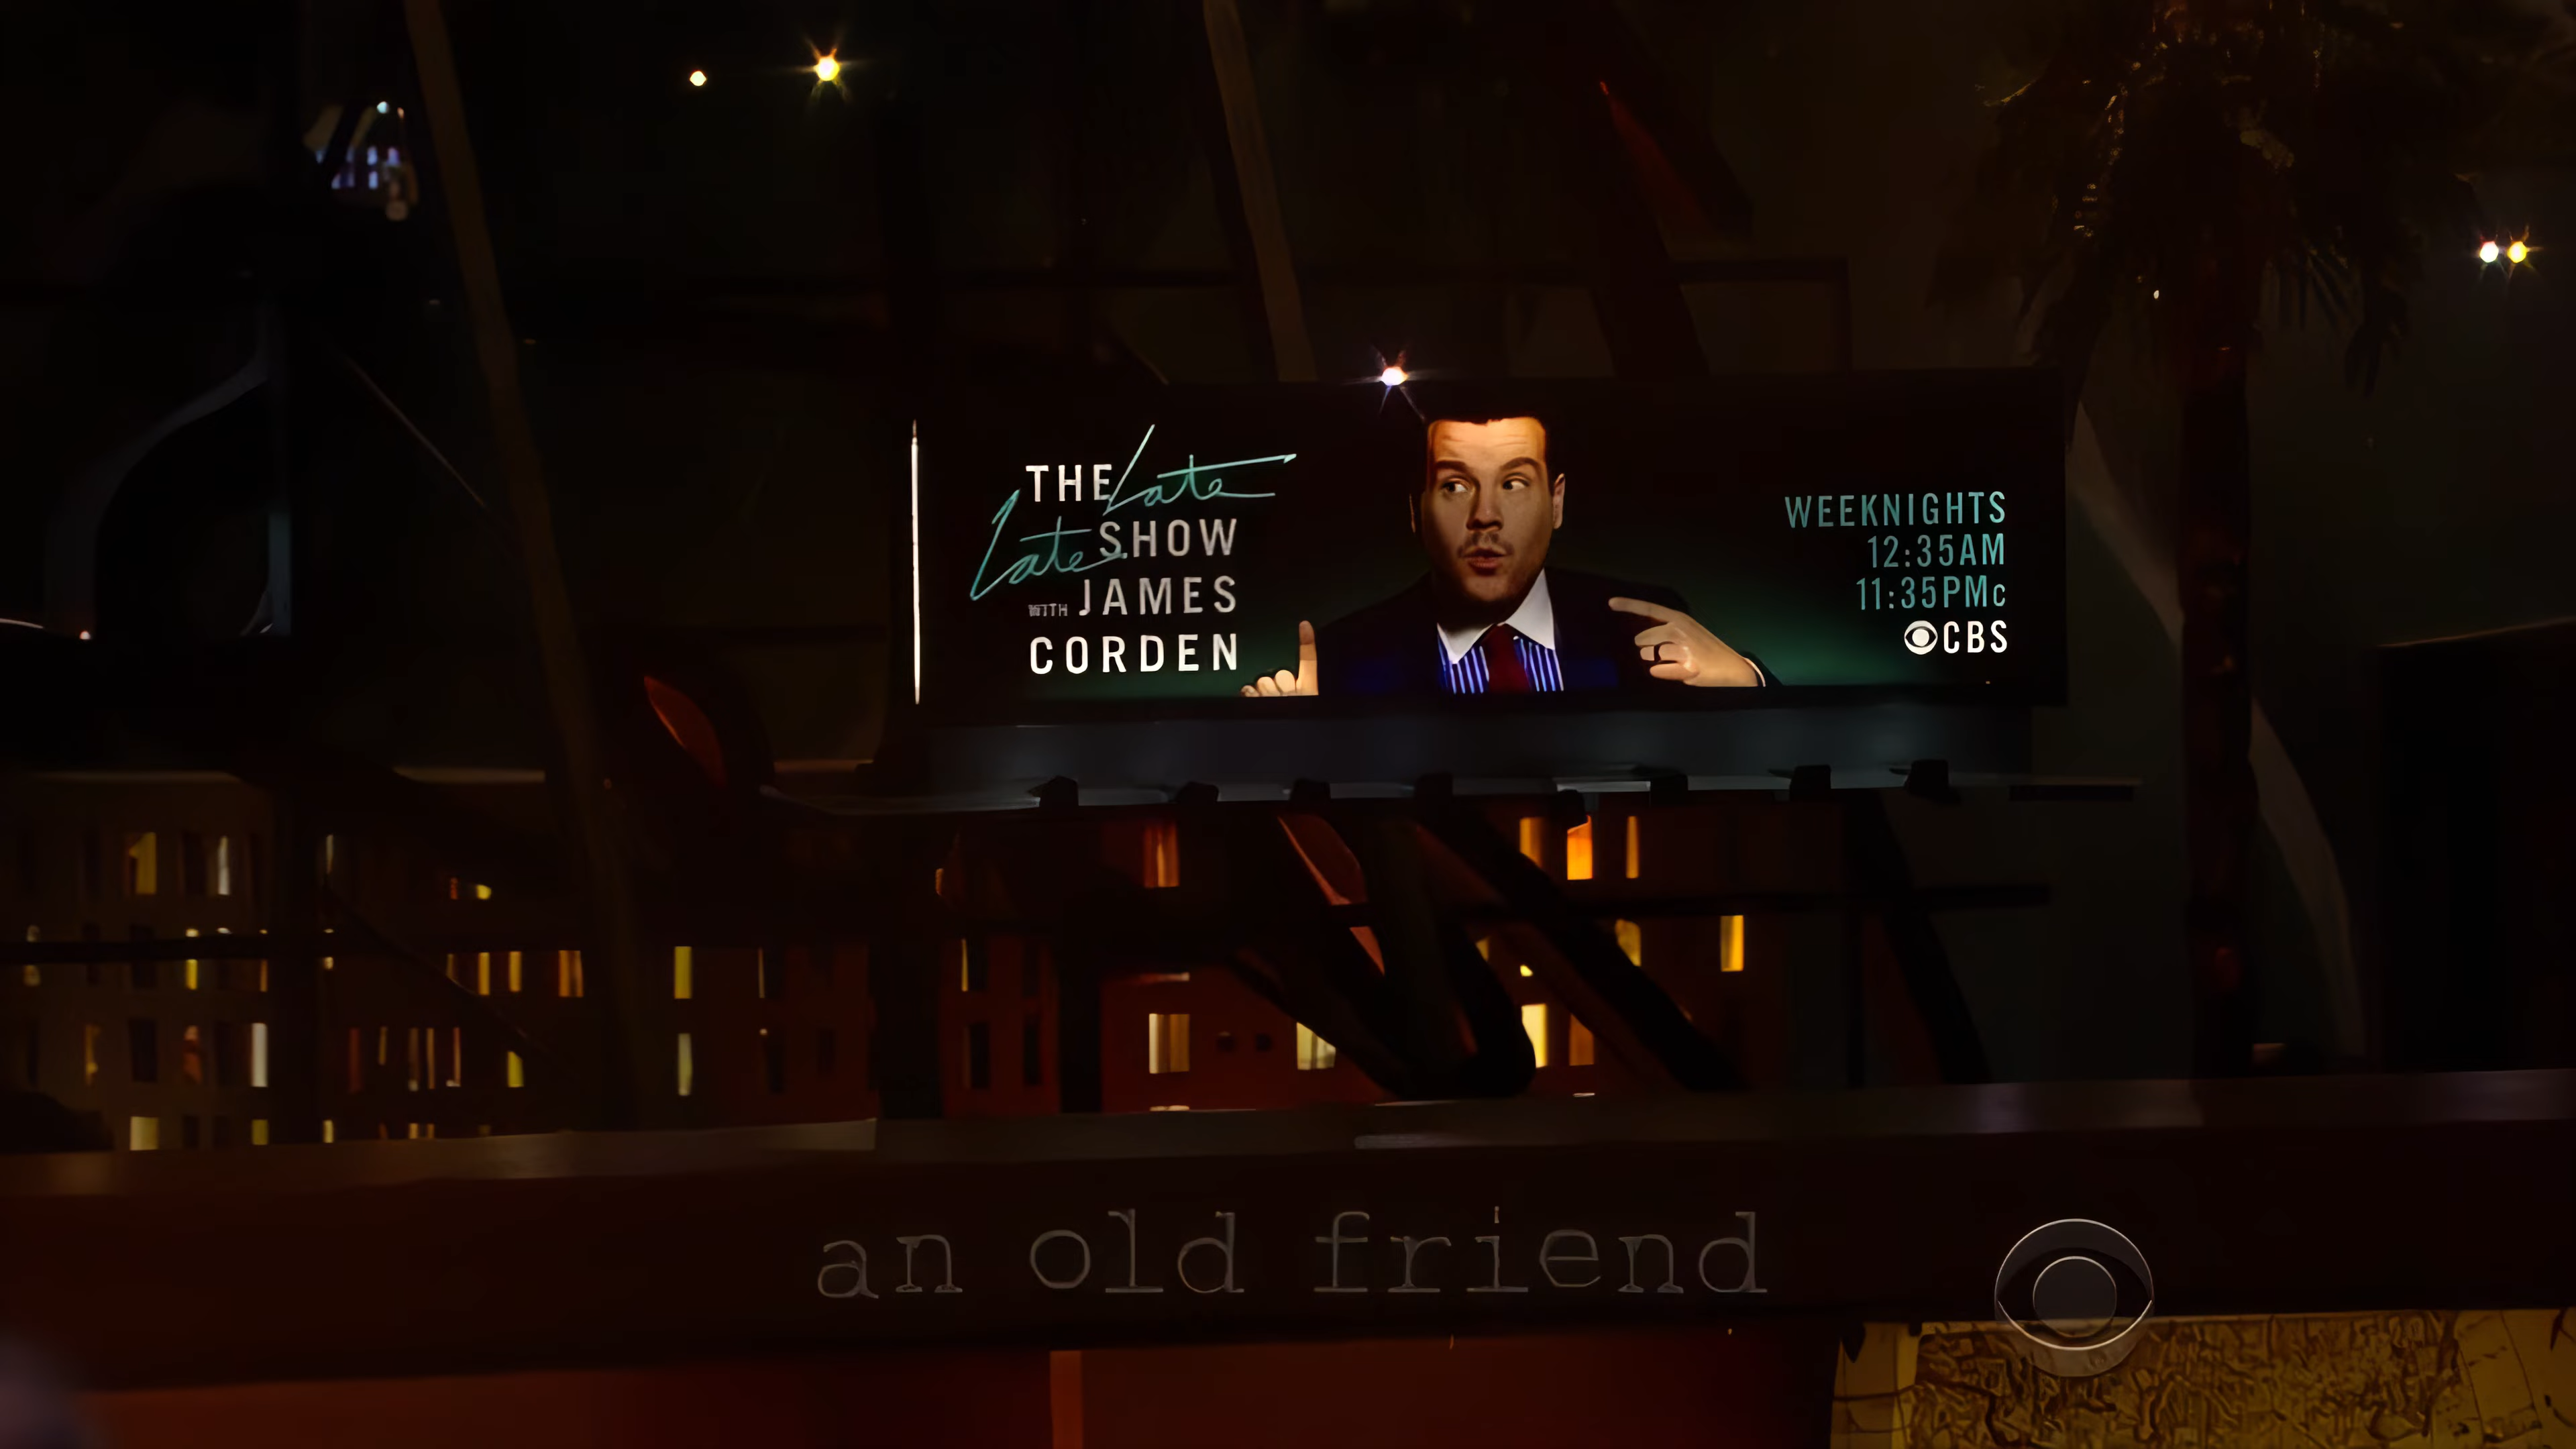 THE Late
Late SHOW
WITH JAMES
CORDEN
WEEKNIGHTS
12:35AM
11:35PMc
CBS
an old friend